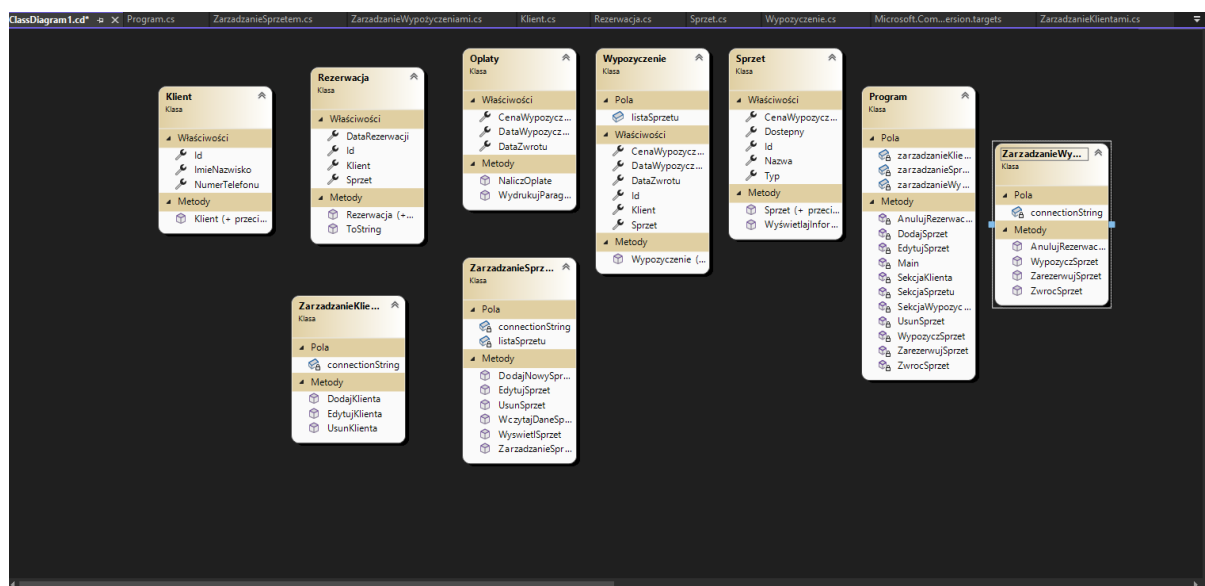 ClassDiagram1.cd* Program.cs ZarzadzanieSprzetem.cs ZarzadzanieWypożyczeniami.cs Klient.cs Rezerwacja.cs Sprzet.cs Wypozyczenie.cs Microsoft.Com...ersion.targets ZarzadzanieKlientami.cs
Klient
Klasa
Właściwości
Id
ImieNazwisko
NumerTelefonu
Metody
Klient (+ przeci...
Rezerwacja
Klasa
Właściwości
DataRezerwacji
Id
Klient
Sprzet
Metody
Rezerwacja (+...
ToString
Oplaty
Klasa
Właściwości
CenaWypozycz...
DataWypozycz...
DataZwrotu
Metody
NaliczOplate
WydrukujParag...
Wypozyczenie
Klasa
Pola
listaSprzetu
Właściwości
CenaWypozycz...
DataWypozycz...
DataZwrotu
Id
Klient
Sprzet
Metody
Wypozyczenie (...
Sprzet
Klasa
Właściwości
CenaWypozycz...
Dostepny
Id
Nazwa
Typ
Metody
Sprzet (+ przeci...
WyświetlajInfor...
Program
Klasa
Pola
zarzadzanieKlie...
zarzadzanieSpr...
zarzadzanieWy...
Metody
AnulujRezerwac...
DodajSprzet
EdytujSprzet
Main
SekcjaKlienta
SekcjaSprzetu
SekcjaWypozyc...
UsunSprzet
WypozyczSprzet
ZarezerwujSprzet
ZwrocSprzet
ZarzadzanieWy...
Klasa
Pola
connectionString
Metody
AnulujRezerwac...
WypozyczSprzet
ZarezerwujSprzet
ZwrocSprzet
ZarzadzanieKlie...
Klasa
Pola
connectionString
Metody
DodajKlienta
EdytujKlienta
UsunKlienta
ZarzadzanieSprz...
Klasa
Pola
connectionString
listaSprzetu
Metody
DodajNowySpr...
EdytujSprzet
UsunSprzet
WczytajDaneSp...
WyswietlSprzet
ZarzadzanieSpr...